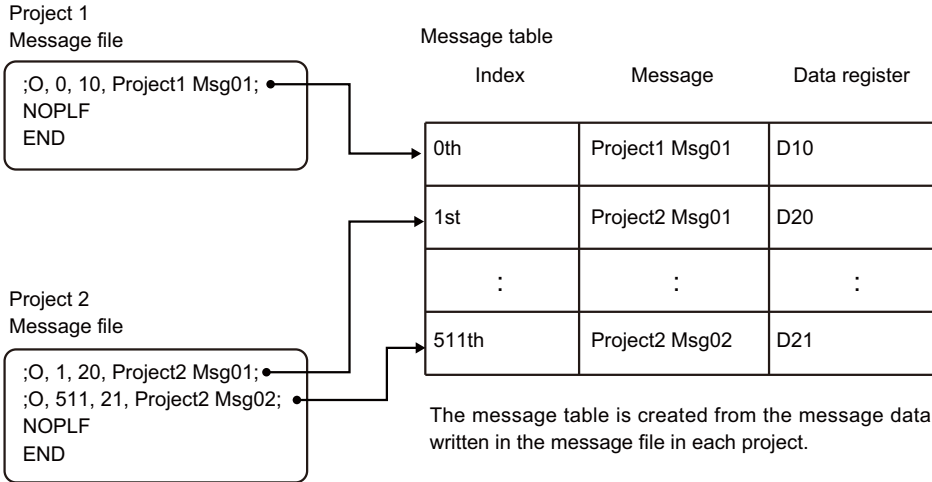 Project 1
Message file
;O, 0, 10, Project1 Msg01;
NOPLF
END
Project 2
Message file
;O, 1, 20, Project2 Msg01;
;O, 511, 21, Project2 Msg02;
NOPLF
END
Message table
Index Message Data register
0th Project1 Msg01 D10
1st Project2 Msg01 D20
: : :
511th Project2 Msg02 D21
The message table is created from the message data
written in the message file in each project.